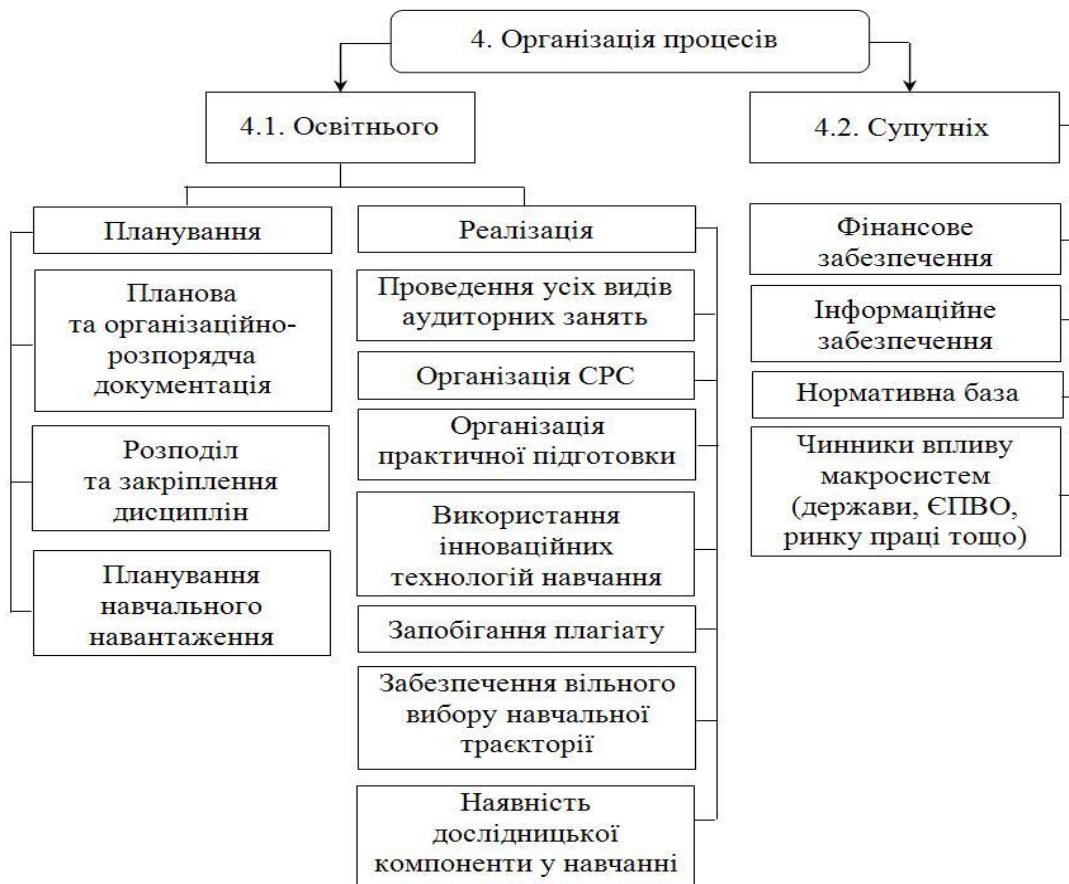 4. Організація процесів
4.1. Освітнього
4.2. Супутніх
Планування
Планова
та організаційно-
розпорядча
документація
Розподіл
та закріплення
дисциплін
Планування
навчального
навантаження
Реалізація
Проведення усіх видів
аудиторних занять
Організація СРС
Організація
практичної підготовки
Використання
інноваційних
технологій навчання
Запобігання плагіату
Забезпечення вільного
вибору навчальної
траєкторії
Наявність
дослідницької
компоненти у навчанні
Фінансове
забезпечення
Інформаційне
забезпечення
Нормативна база
Чинники впливу
макросистем
(держави, ЄПВО,
ринку праці тощо)